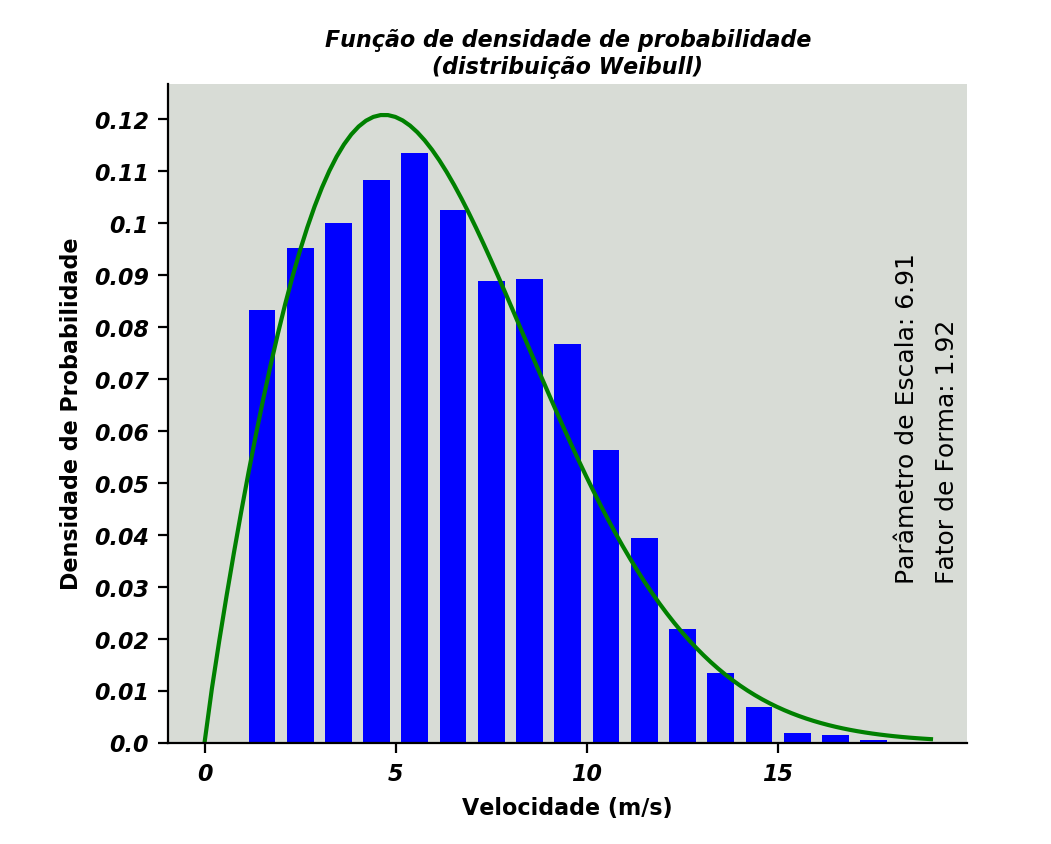 Função de densidade de probabilidade
(distribuição Weibull)
0.12
0.11
0.1
0.09
0.08
0.07
0.06
0.05
0.04
0.03
0.02
0.01
0.0
Densidade de Probabilidade
Parâmetro de Escala: 6.91
Fator de Forma: 1.92
0 5 10 15
Velocidade (m/s)